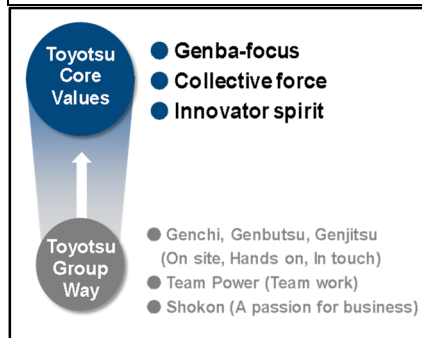 Toyotsu
Core
Values
Genba-focus
Collective force
Innovator spirit
Toyotsu
Group
Way
Genchi, Genbutsu, Genjitsu
(On site, Hands on, In touch)
Team Power (Team work)
Shokon (A passion for business)